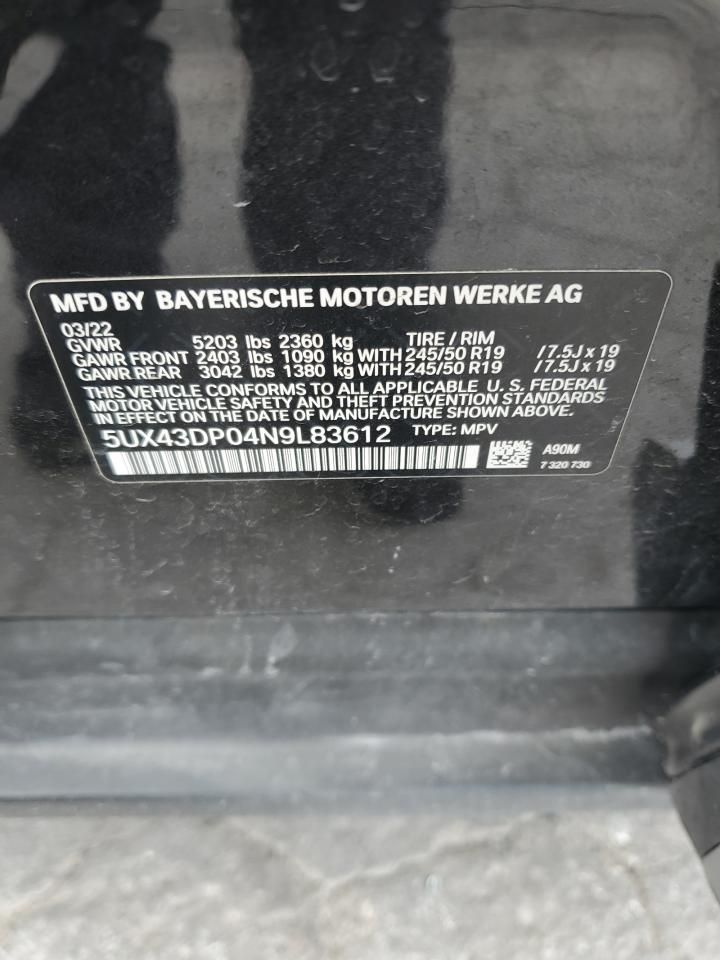 MFD BY BAYERISCHE MOTOREN WERKE AG
03/22
GVWR 5203 lbs 2360 kg TIRE / RIM
GAWR FRONT 2403 lbs 1090 kg WITH 245/50 R19 / 7.5J x 19
GAWR REAR 3042 lbs 1380 kg WITH 245/50 R19 / 7.5J x 19
THIS VEHICLE CONFORMS TO ALL APPLICABLE U. S. FEDERAL
MOTOR VEHICLE SAFETY AND THEFT PREVENTION STANDARDS
IN EFFECT ON THE DATE OF MANUFACTURE SHOWN ABOVE.
5UX43DP04N9L83612 TYPE: MPV
A90M
7 320 730